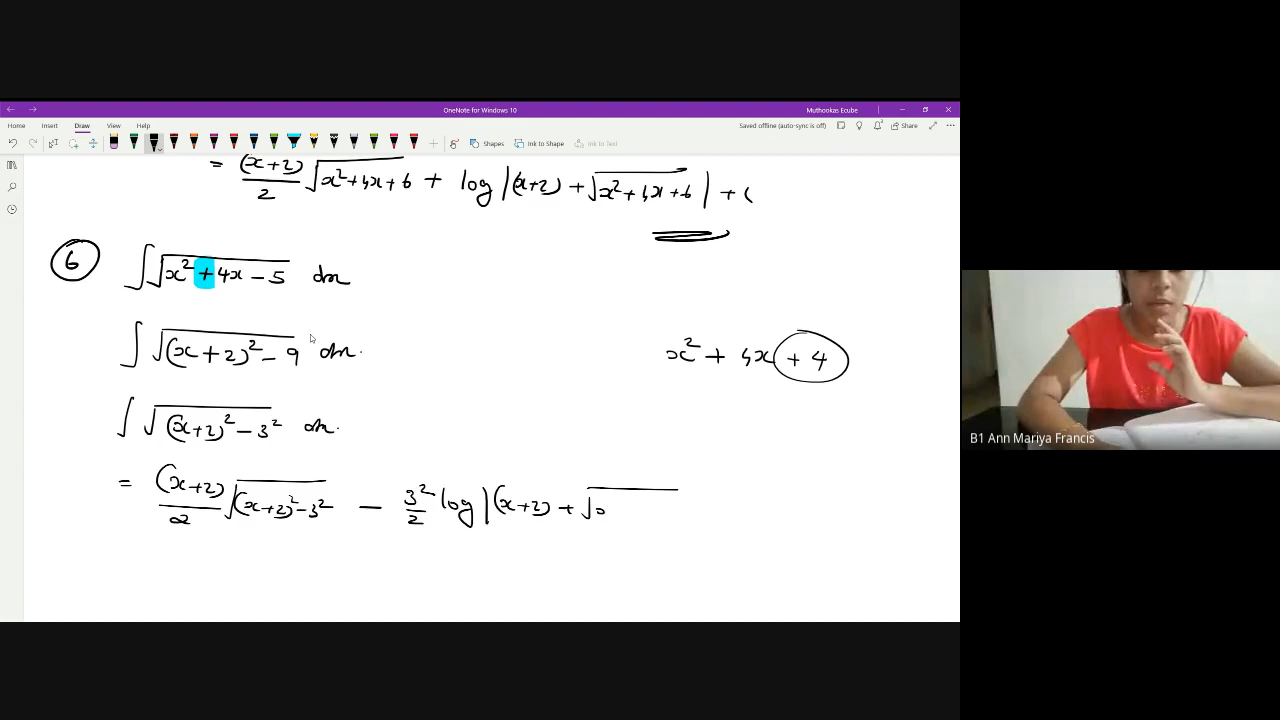 OneNote for Windows 10
Muthookas Ecube
Home Insert Draw View Help
Saved offline (auto-sync is off)
Share
Shapes
Ink to Shape
Ink to Text
= (x+2)/2 √(x²+4x+6) + log |(x+2) + √(x²+4x+6)| + C
6 ∫ √(x² + 4x - 5) dx
∫ √((x+2)² - 9) dx.
x² + 4x + 4
∫ √((x+2)² - 3²) dx.
= (x+2)/2 √((x+2)² - 3²) - 3²/2 log |(x+2) + √
B1 Ann Mariya Francis